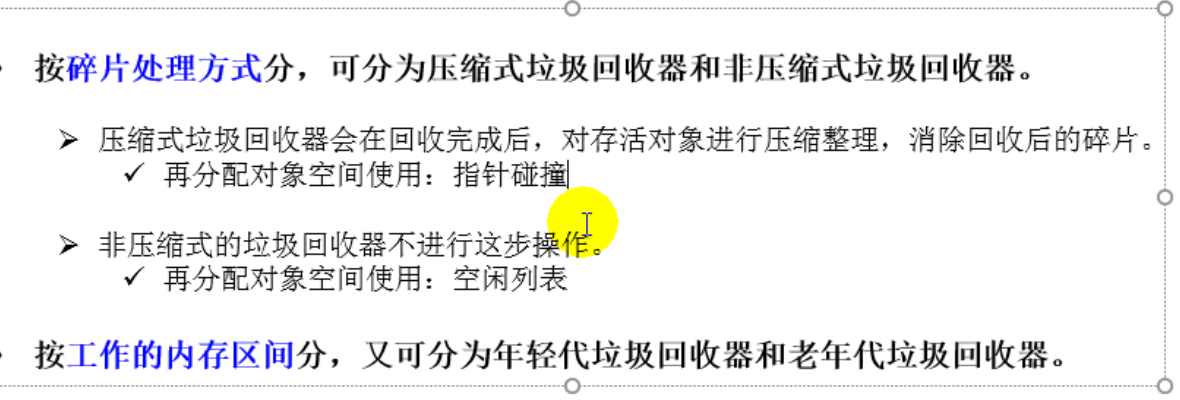 按碎片处理方式分，可分为压缩式垃圾回收器和非压缩式垃圾回收器。
➢ 压缩式垃圾回收器会在回收完成后，对存活对象进行压缩整理，消除回收后的碎片。
✓ 再分配对象空间使用：指针碰撞
➢ 非压缩式的垃圾回收器不进行这步操作。
✓ 再分配对象空间使用：空闲列表
按工作的内存区间分，又可分为年轻代垃圾回收器和老年代垃圾回收器。